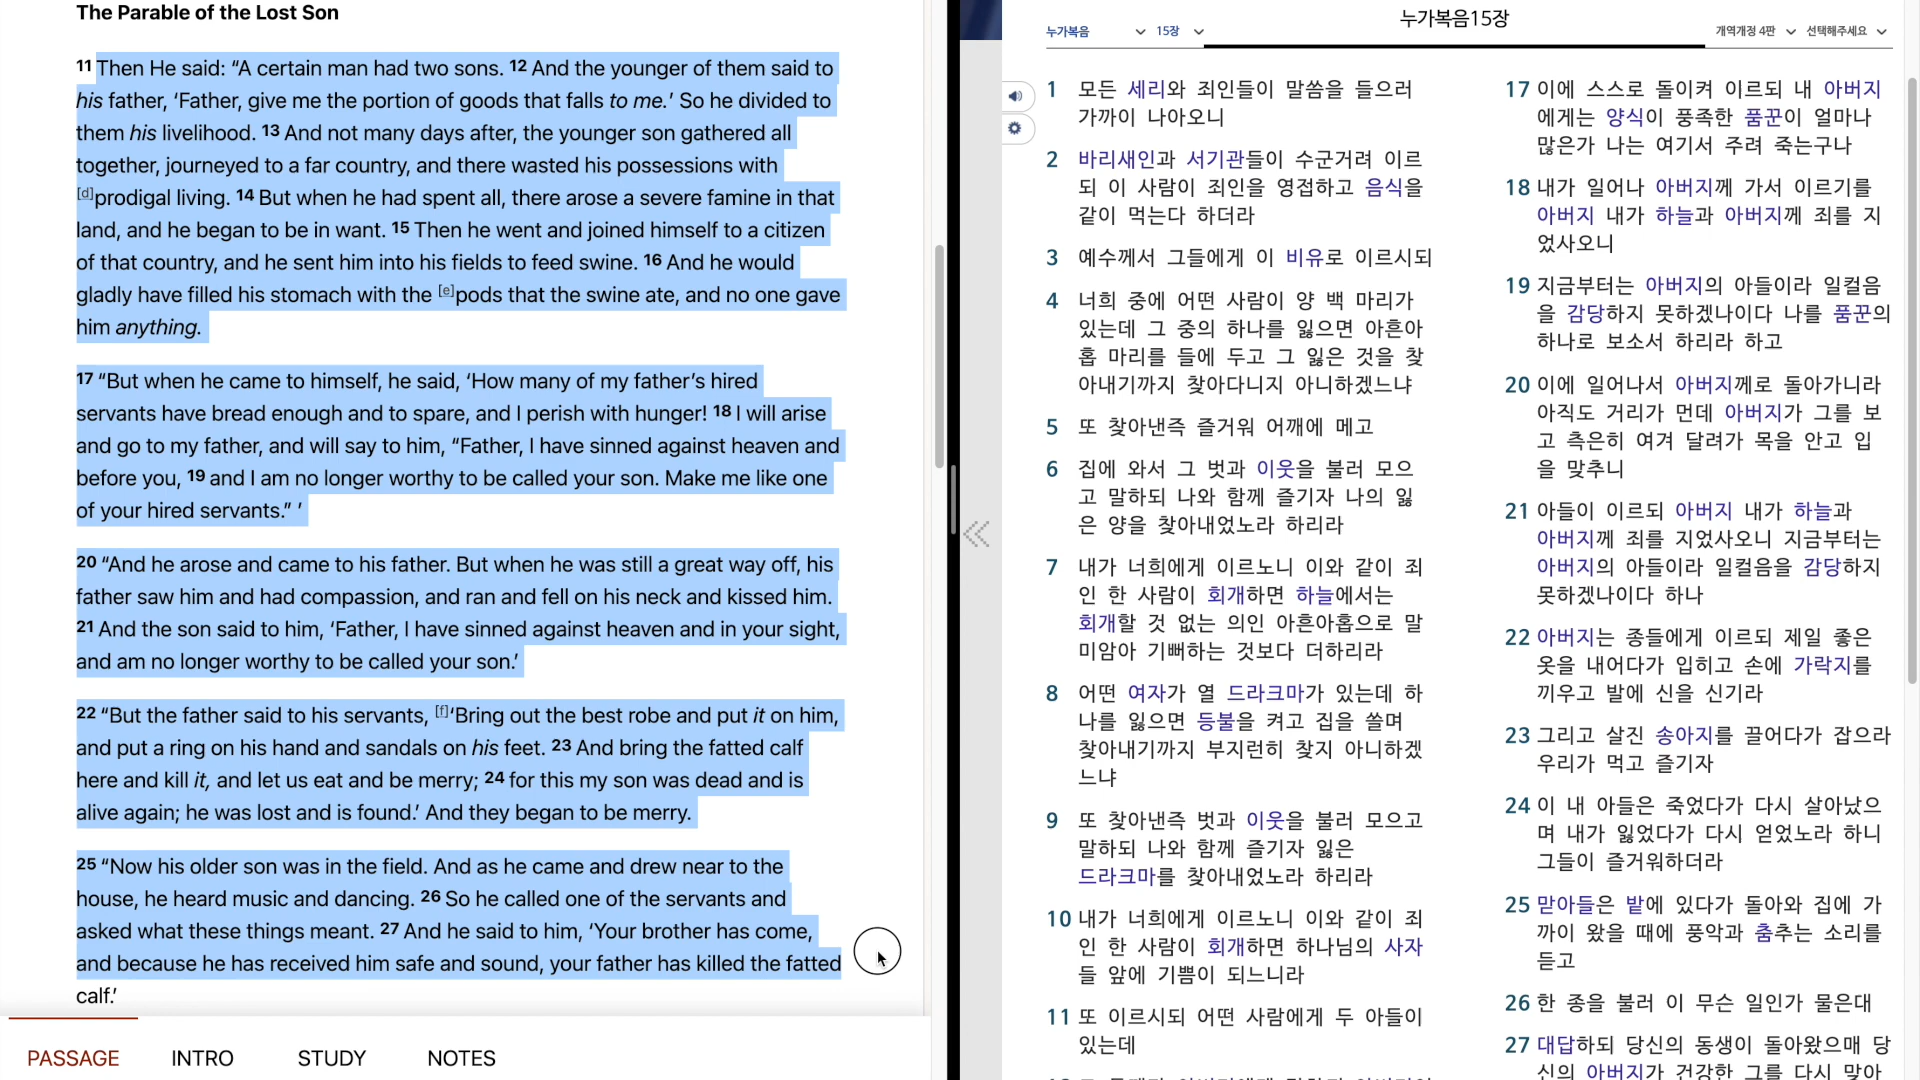 The Parable of the Lost Son
11 Then He said: “A certain man had two sons. 12 And the younger of them said to
his father, ‘Father, give me the portion of goods that falls to me.’ So he divided to
them his livelihood. 13 And not many days after, the younger son gathered all
together, journeyed to a far country, and there wasted his possessions with
[d]prodigal living. 14 But when he had spent all, there arose a severe famine in that
land, and he began to be in want. 15 Then he went and joined himself to a citizen
of that country, and he sent him into his fields to feed swine. 16 And he would
gladly have filled his stomach with the [e]pods that the swine ate, and no one gave
him anything.
17 “But when he came to himself, he said, ‘How many of my father’s hired
servants have bread enough and to spare, and I perish with hunger! 18 I will arise
and go to my father, and will say to him, “Father, I have sinned against heaven and
before you, 19 and I am no longer worthy to be called your son. Make me like one
of your hired servants.” ’
20 “And he arose and came to his father. But when he was still a great way off, his
father saw him and had compassion, and ran and fell on his neck and kissed him.
21 And the son said to him, ‘Father, I have sinned against heaven and in your sight,
and am no longer worthy to be called your son.’
22 “But the father said to his servants, [f]‘Bring out the best robe and put it on him,
and put a ring on his hand and sandals on his feet. 23 And bring the fatted calf
here and kill it, and let us eat and be merry; 24 for this my son was dead and is
alive again; he was lost and is found.’ And they began to be merry.
25 “Now his older son was in the field. And as he came and drew near to the
house, he heard music and dancing. 26 So he called one of the servants and
asked what these things meant. 27 And he said to him, ‘Your brother has come,
and because he has received him safe and sound, your father has killed the fatted
calf.’
PASSAGE INTRO STUDY NOTES
누가복음15장
누가복음 15장 개역개정 4판 선택해주세요
1 모든 세리와 죄인들이 말씀을 들으러
가까이 나아오니
2 바리새인과 서기관들이 수군거려 이르
되 이 사람이 죄인을 영접하고 음식을
같이 먹는다 하더라
3 예수께서 그들에게 이 비유로 이르시되
4 너희 중에 어떤 사람이 양 백 마리가
있는데 그 중의 하나를 잃으면 아흔아
홉 마리를 들에 두고 그 잃은 것을 찾
아내기까지 찾아다니지 아니하겠느냐
5 또 찾아낸즉 즐거워 어깨에 메고
6 집에 와서 그 벗과 이웃을 불러 모으
고 말하되 나와 함께 즐기자 나의 잃
은 양을 찾아내었노라 하리라
7 내가 너희에게 이르노니 이와 같이 죄
인 한 사람이 회개하면 하늘에서는
회개할 것 없는 의인 아흔아홉으로 말
미암아 기뻐하는 것보다 더하리라
8 어떤 여자가 열 드라크마가 있는데 하
나를 잃으면 등불을 켜고 집을 쓸며
찾아내기까지 부지런히 찾지 아니하겠
느냐
9 또 찾아낸즉 벗과 이웃을 불러 모으고
말하되 나와 함께 즐기자 잃은
드라크마를 찾아내었노라 하리라
10 내가 너희에게 이르노니 이와 같이 죄
인 한 사람이 회개하면 하나님의 사자
들 앞에 기쁨이 되느니라
11 또 이르시되 어떤 사람에게 두 아들이
있는데
17 이에 스스로 돌이켜 이르되 내 아버지
에게는 양식이 풍족한 품꾼이 얼마나
많은가 나는 여기서 주려 죽는구나
18 내가 일어나 아버지께 가서 이르기를
아버지 내가 하늘과 아버지께 죄를 지
었사오니
19 지금부터는 아버지의 아들이라 일컬음
을 감당하지 못하겠나이다 나를 품꾼의
하나로 보소서 하리라 하고
20 이에 일어나서 아버지께로 돌아가니라
아직도 거리가 먼데 아버지가 그를 보
고 측은히 여겨 달려가 목을 안고 입
을 맞추니
21 아들이 이르되 아버지 내가 하늘과
아버지께 죄를 지었사오니 지금부터는
아버지의 아들이라 일컬음을 감당하지
못하겠나이다 하나
22 아버지는 종들에게 이르되 제일 좋은
옷을 내어다가 입히고 손에 가락지를
끼우고 발에 신을 신기라
23 그리고 살진 송아지를 끌어다가 잡으라
우리가 먹고 즐기자
24 이 내 아들은 죽었다가 다시 살아났으
며 내가 잃었다가 다시 얻었노라 하니
그들이 즐거워하더라
25 맏아들은 밭에 있다가 돌아와 집에 가
까이 왔을 때에 풍악과 춤추는 소리를
듣고
26 한 종을 불러 이 무슨 일인가 물은대
27 대답하되 당신의 동생이 돌아왔으매 당
신의 아버지가 건강한 그를 다시 맞아